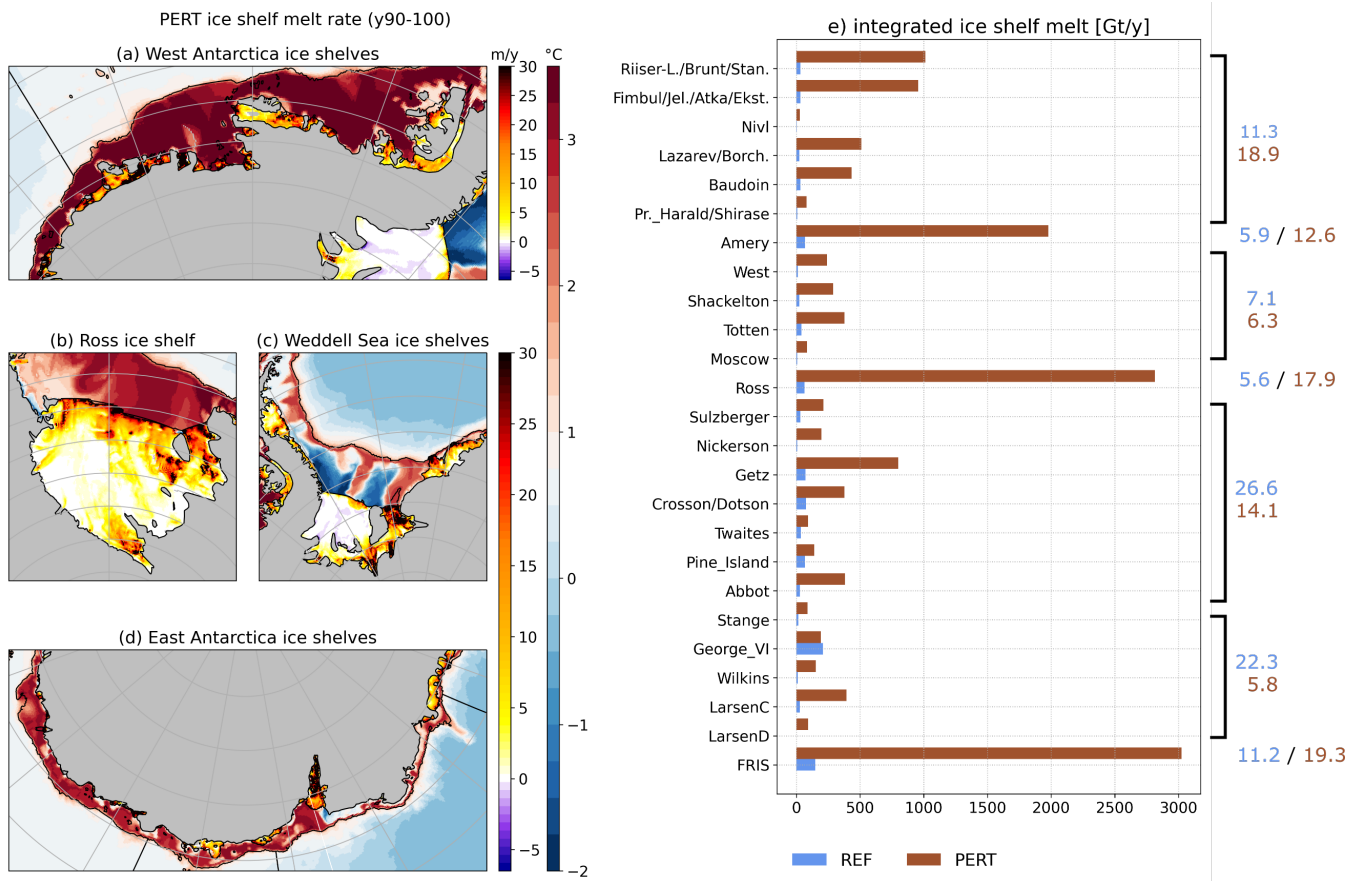 PERT ice shelf melt rate (y90-100)
(a) West Antarctica ice shelves
m/y
°C
30
25
20
15
10
5
0
−5
3
2
1
0
−1
−2
(b) Ross ice shelf
(c) Weddell Sea ice shelves
30
25
20
15
10
5
0
−5
(d) East Antarctica ice shelves
e) integrated ice shelf melt [Gt/y]
Riiser-L./Brunt/Stan.
Fimbul/Jel./Atka/Ekst.
Nivl
Lazarev/Borch.
Baudoin
Pr._Harald/Shirase
Amery
West
Shackelton
Totten
Moscow
Ross
Sulzberger
Nickerson
Getz
Crosson/Dotson
Twaites
Pine_Island
Abbot
Stange
George_VI
Wilkins
LarsenC
LarsenD
FRIS
0 500 1000 1500 2000 2500 3000
11.3
18.9
5.9 / 12.6
7.1
6.3
5.6 / 17.9
26.6
14.1
22.3
5.8
11.2 / 19.3
REF
PERT